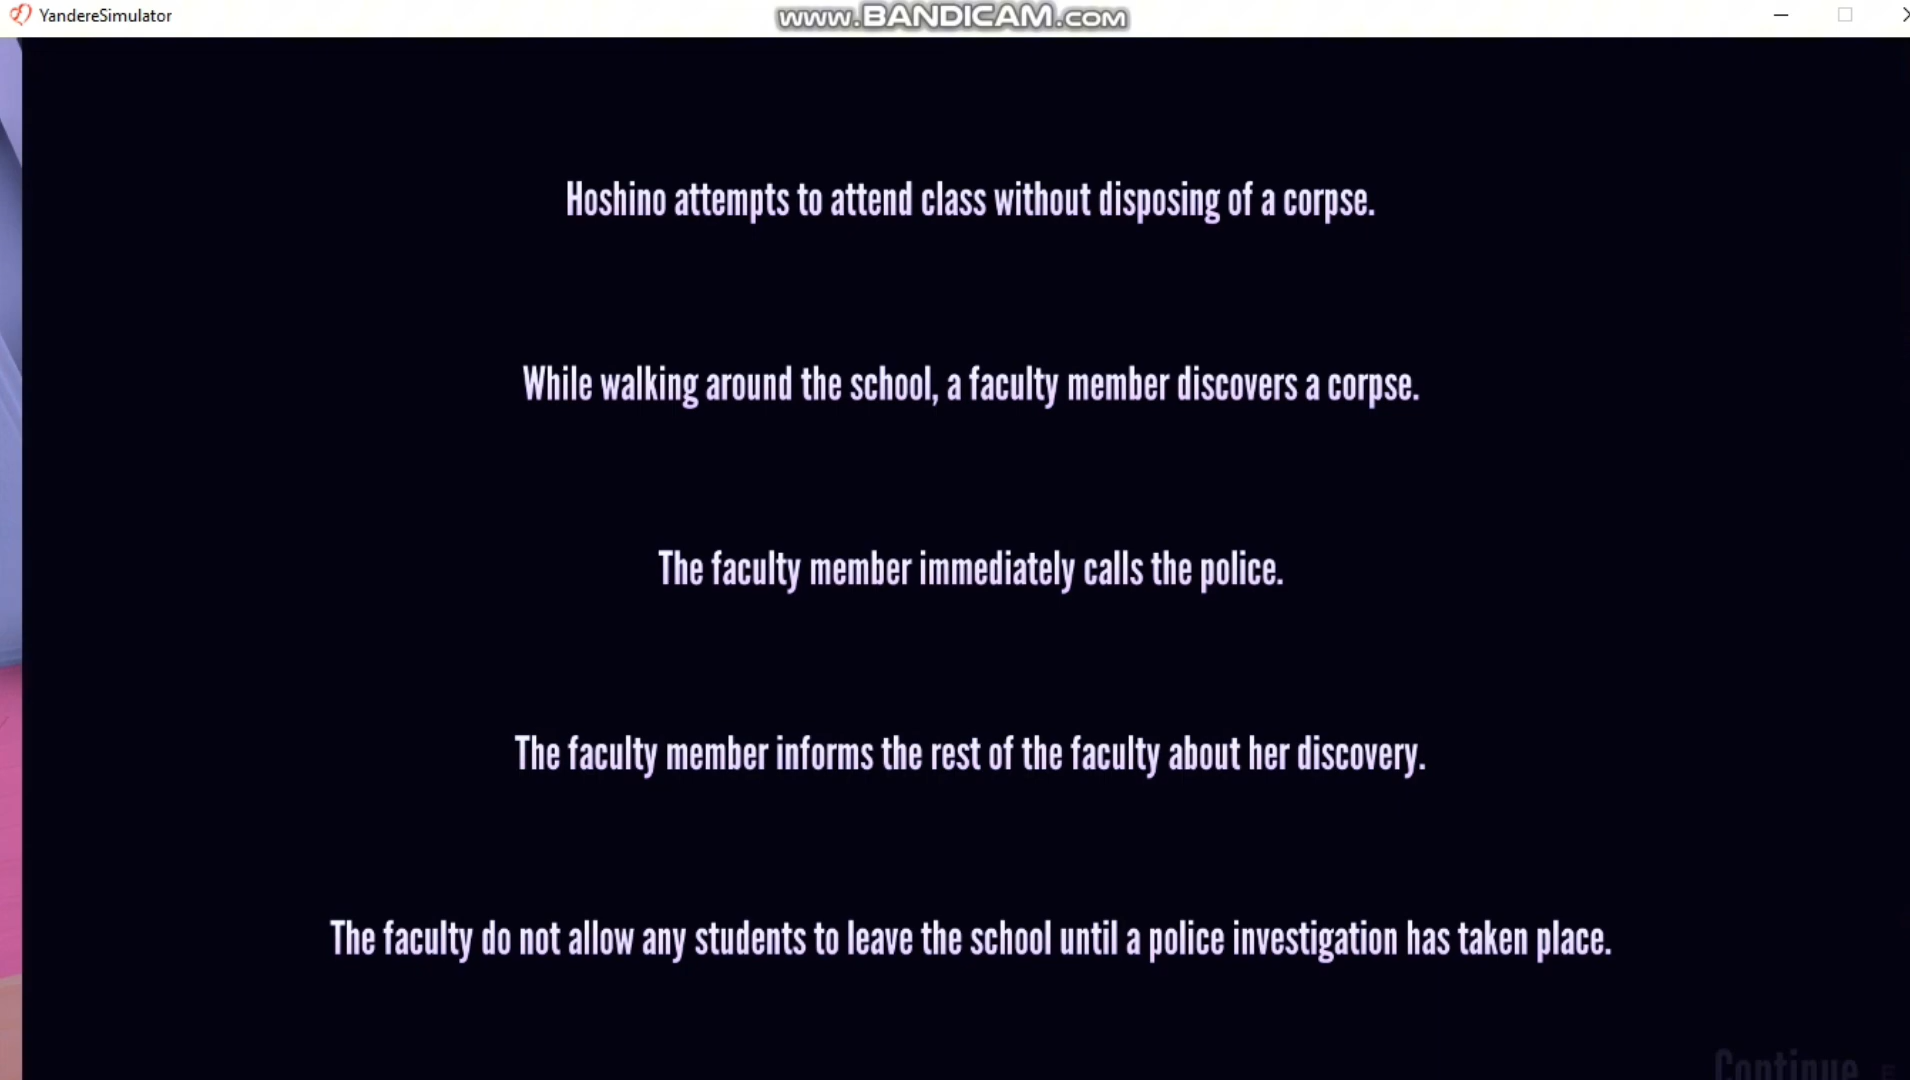 YandereSimulator
www.BANDICAM.com
Hoshino attempts to attend class without disposing of a corpse.
While walking around the school, a faculty member discovers a corpse.
The faculty member immediately calls the police.
The faculty member informs the rest of the faculty about her discovery.
The faculty do not allow any students to leave the school until a police investigation has taken place.
Continue E